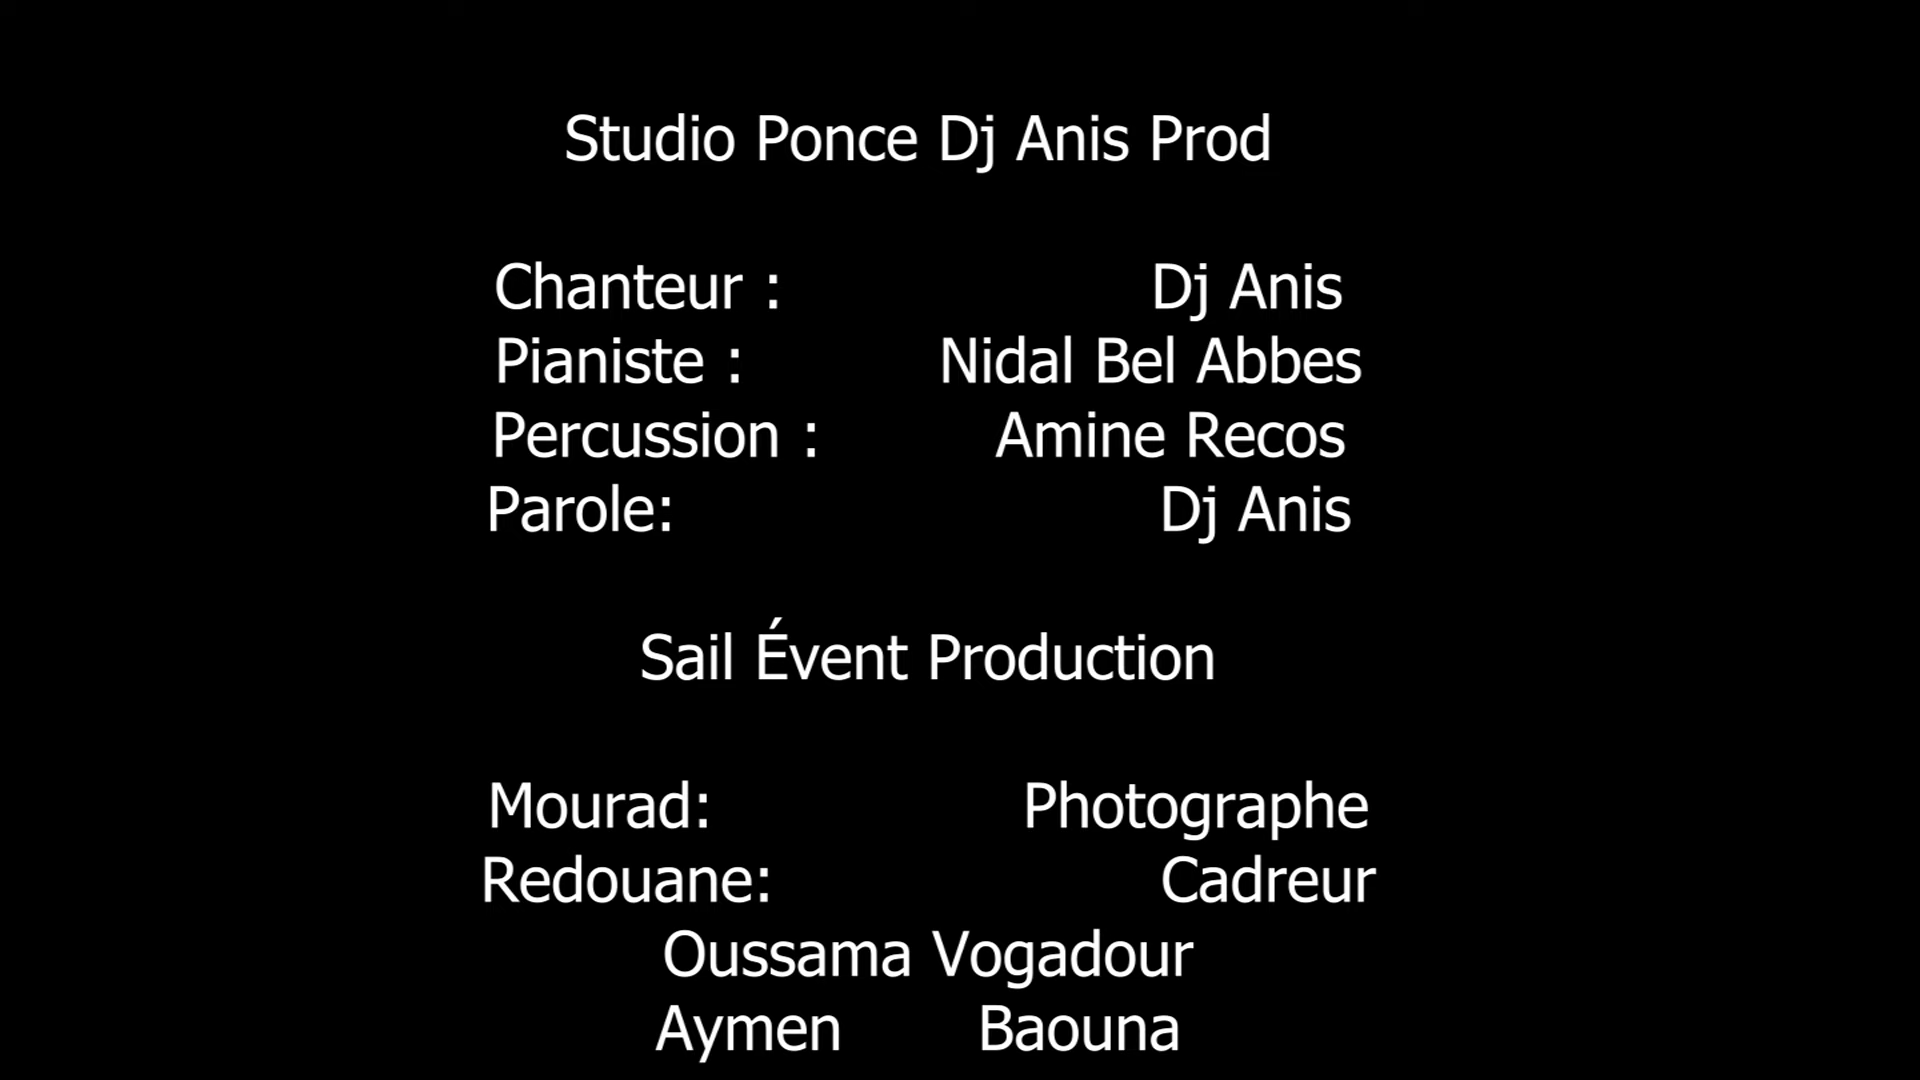 Studio Ponce Dj Anis Prod
Chanteur : Dj Anis
Pianiste : Nidal Bel Abbes
Percussion : Amine Recos
Parole: Dj Anis
Sail Évent Production
Mourad: Photographe
Redouane: Cadreur
Oussama Vogadour
Aymen Baouna